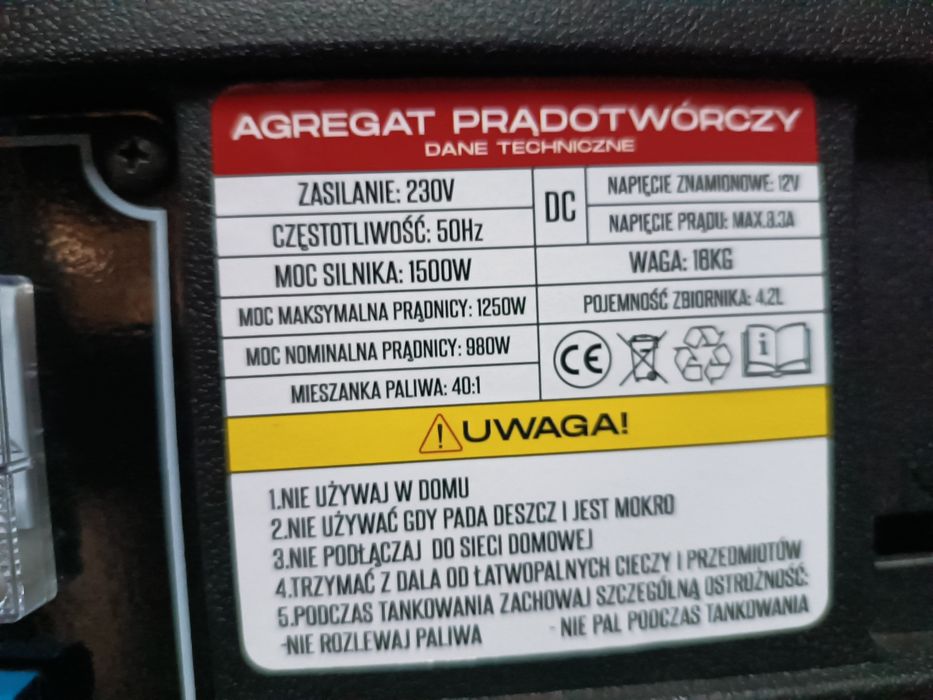 AGREGAT PRĄDOTWÓRCZY
DANE TECHNICZNE
ZASILANIE: 230V
CZĘSTOTLIWOŚĆ: 50Hz
MOC SILNIKA: 1500W
MOC MAKSYMALNA PRĄDNICY: 1250W
MOC NOMINALNA PRĄDNICY: 980W
MIESZANKA PALIWA: 40:1
DC
NAPIĘCIE ZNAMIONOWE: 12V
NAPIĘCIE PRĄDU: MAX.8.3A
WAGA: 18KG
POJEMNOŚĆ ZBIORNIKA: 4,2L
CE
i
UWAGA!
1.NIE UŻYWAJ W DOMU
2.NIE UŻYWAĆ GDY PADA DESZCZ I JEST MOKRO
3.NIE PODŁĄCZAJ DO SIECI DOMOWEJ
4.TRZYMAĆ Z DALA OD ŁATWOPALNYCH CIECZY I PRZEDMIOTÓW
5.PODCZAS TANKOWANIA ZACHOWAJ SZCZEGÓLNĄ OSTROŻNOŚĆ:
-NIE ROZLEWAJ PALIWA - NIE PAL PODCZAS TANKOWANIA